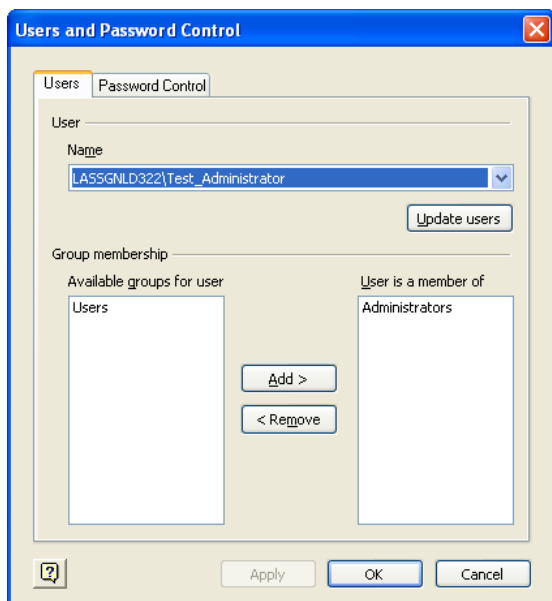 Users and Password Control
Users
Password Control
User
Name
LASSGNLD322\Test_Administrator
Update users
Group membership
Available groups for user
User is a member of
Users
Administrators
Add >
< Remove
Apply
OK
Cancel